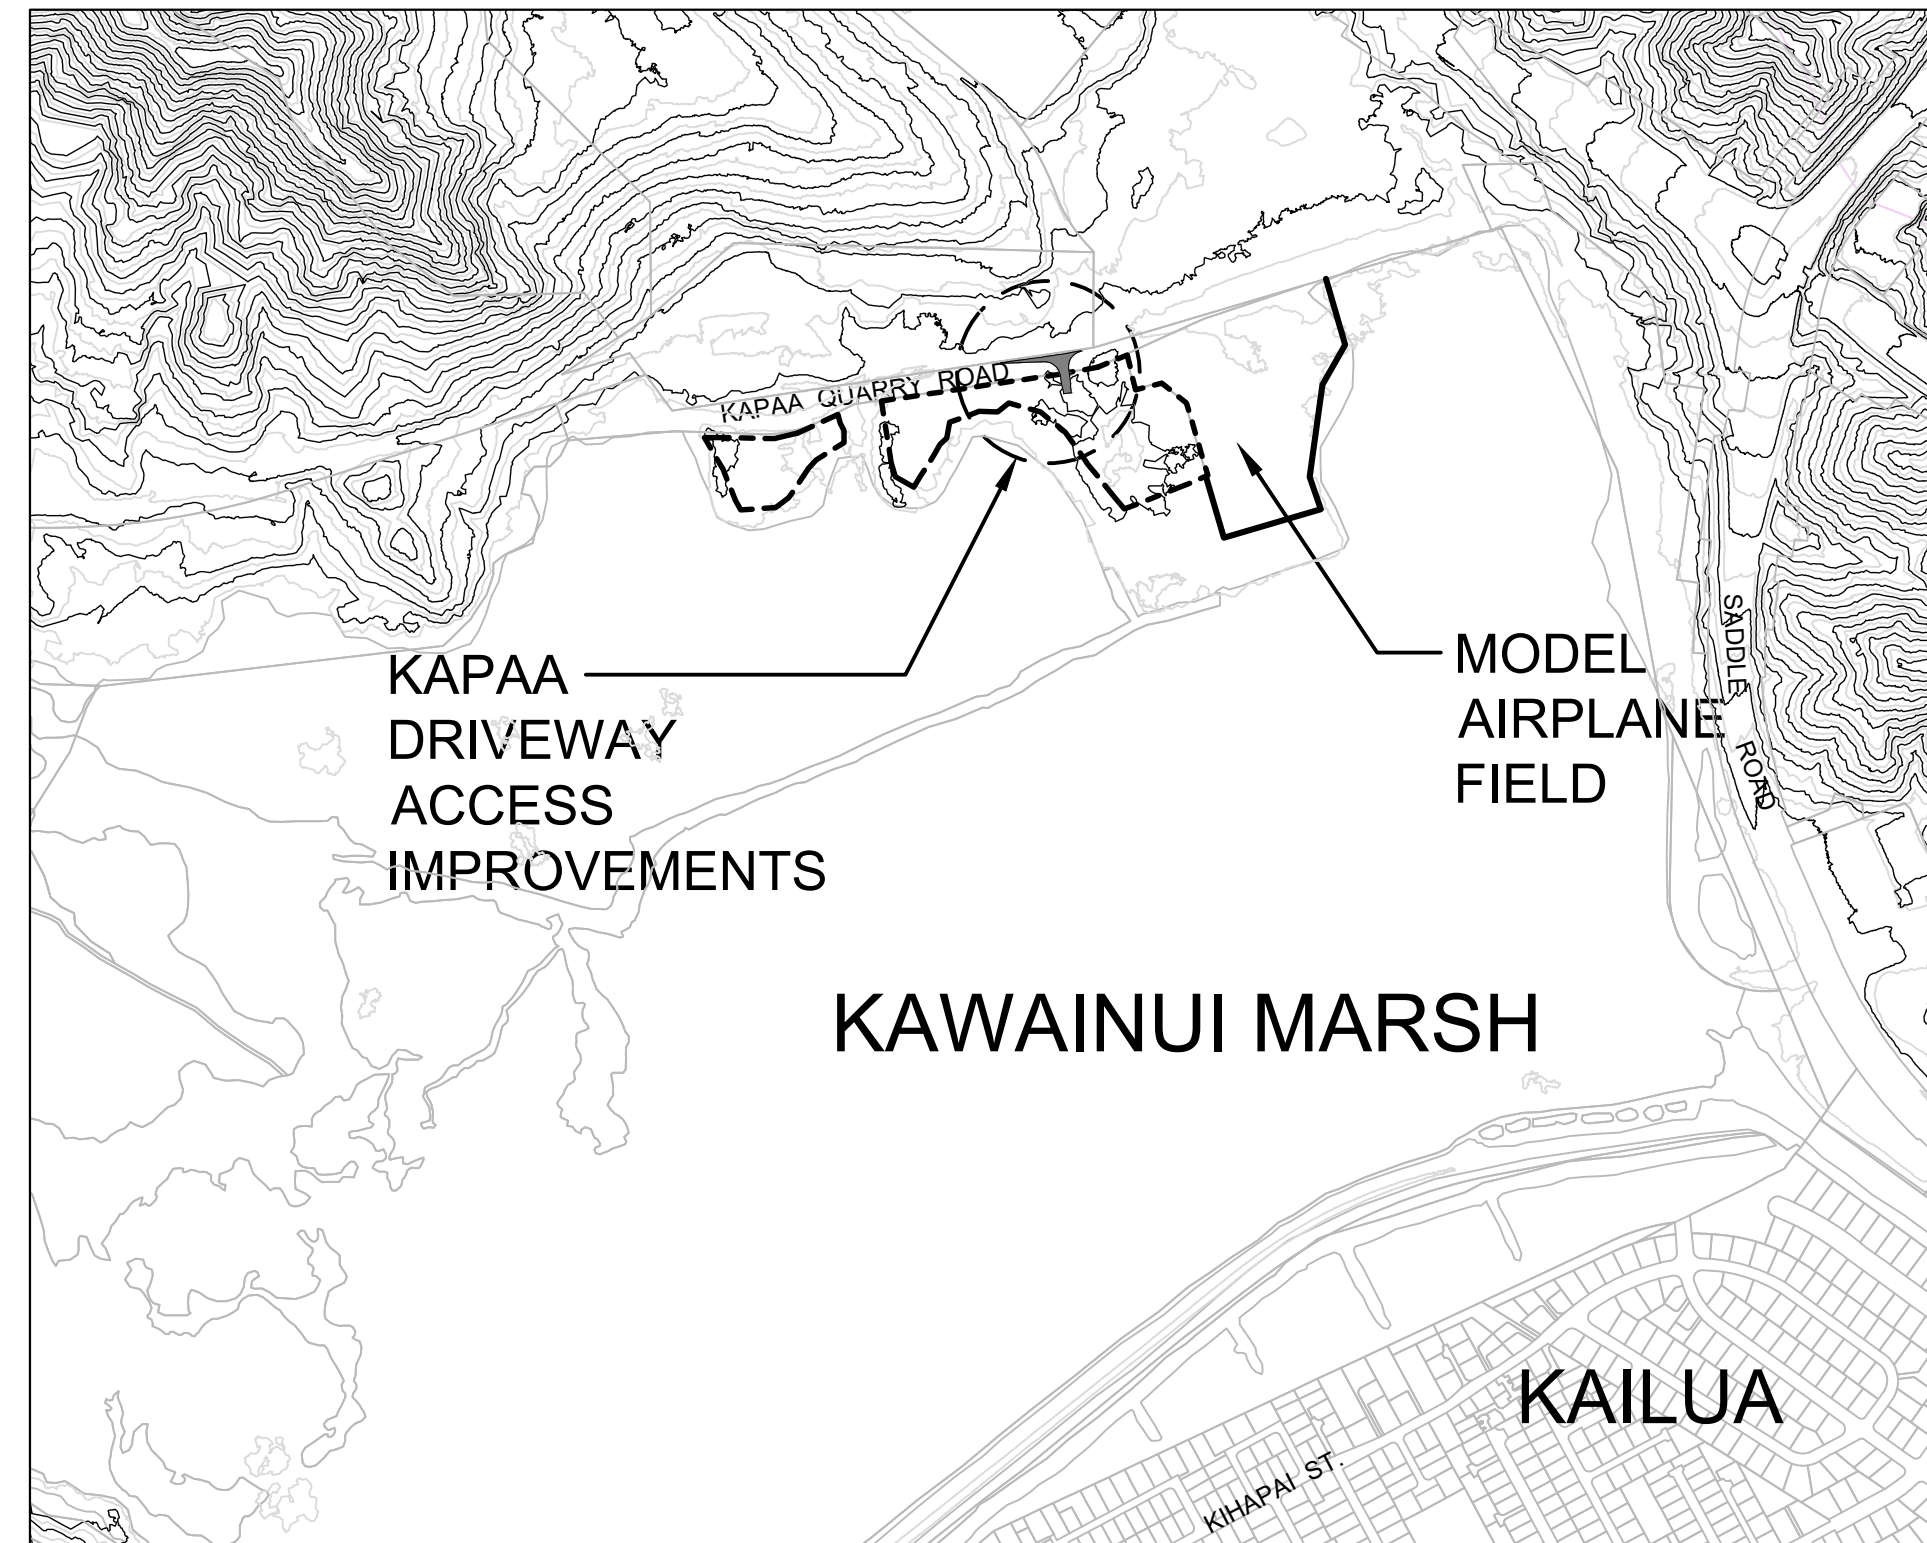 KAPAA QUARRY ROAD
SADDLE ROAD
KAPAA
DRIVEWAY
ACCESS
IMPROVEMENTS
MODEL
AIRPLANE
FIELD
KAWAINUI MARSH
KAILUA
KIHAPAI ST.